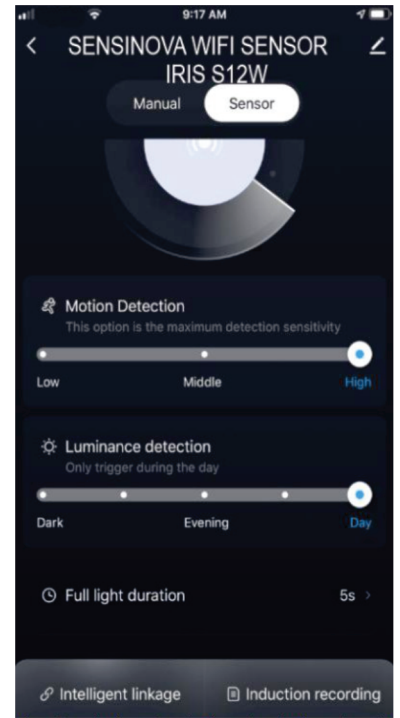 9:17 AM
SENSINOVA WIFI SENSOR
IRIS S12W
Manual Sensor
Motion Detection
This option is the maximum detection sensitivity
Low Middle High
Luminance detection
Only trigger during the day
Dark Evening Day
Full light duration 5s
Intelligent linkage Induction recording